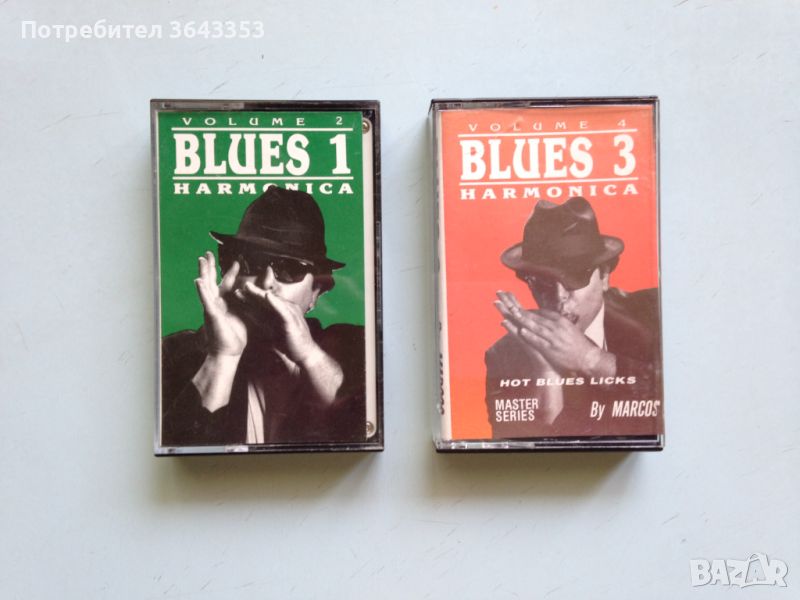 Потребител 3643353
VOLUME 2
BLUES 1
HARMONICA
VOLUME 4
BLUES 3
HARMONICA
HOT BLUES LICKS
MASTER
SERIES
By MARCOS
BAZAR